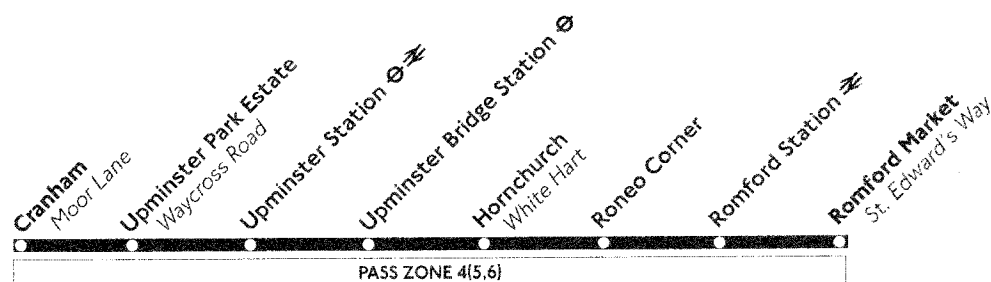 Cranham
Moor Lane
Upminster Park Estate
Waycross Road
Upminster Station
Upminster Bridge Station
Hornchurch
White Hart
Roneo Corner
Romford Station
Romford Market
St. Edward's Way
PASS ZONE 4(5,6)